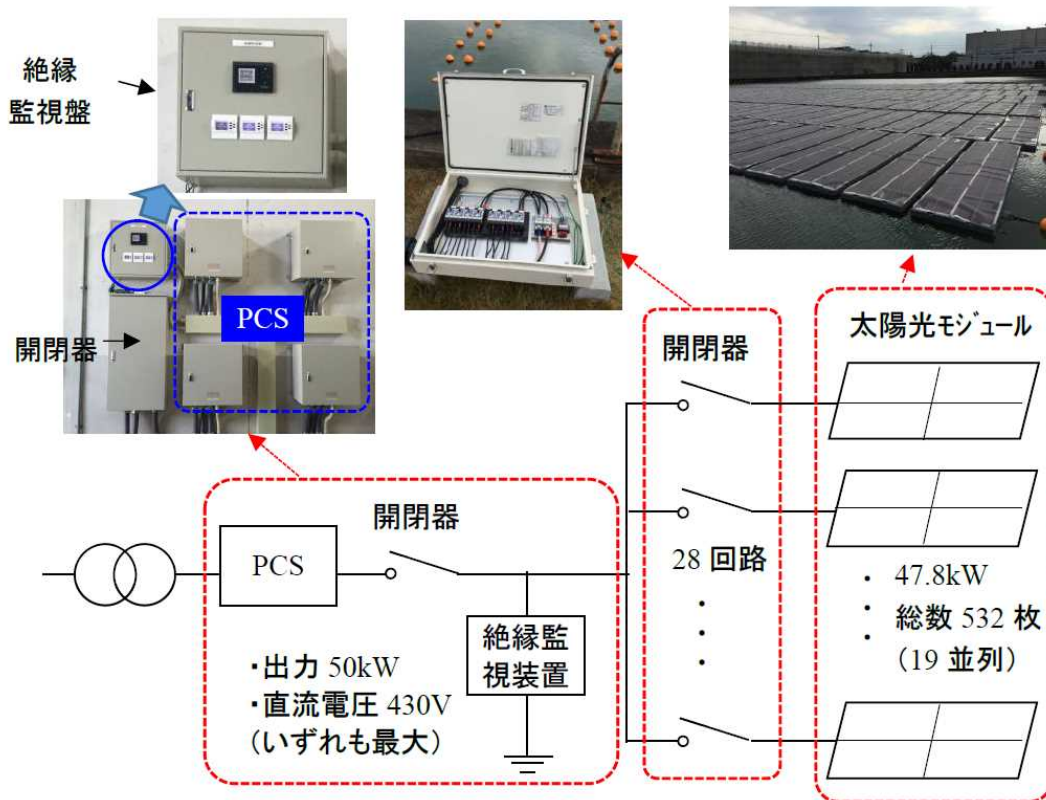 絶縁
監視盤
PCS
開閉器
開閉器
太陽光ﾓｼﾞｭｰﾙ
28 回路
・
・
・
・ 47.8kW
・ 総数 532 枚
・ (19 並列)
開閉器
PCS
絶縁監
視装置
・出力 50kW
・直流電圧 430V
(いずれも最大)